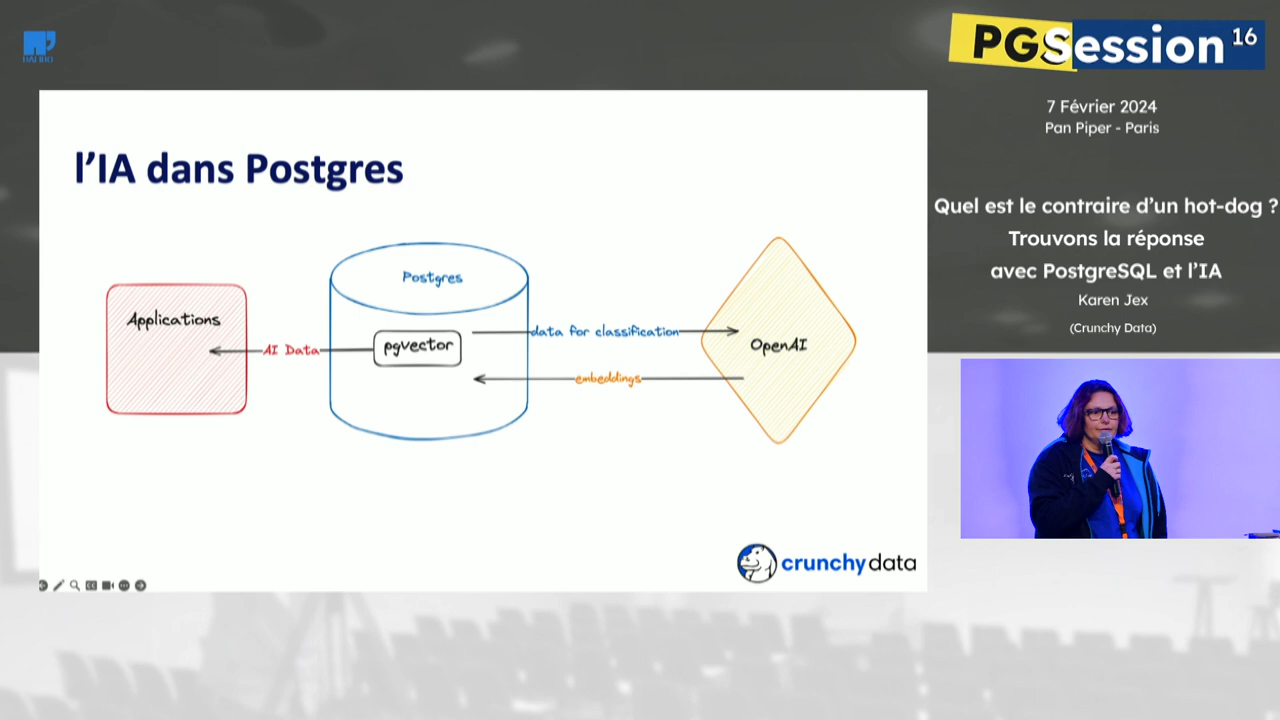 PGSession 16
7 Février 2024
Pan Piper - Paris
Quel est le contraire d'un hot-dog ?
Trouvons la réponse
avec PostgreSQL et l'IA
Karen Jex
(Crunchy Data)
l'IA dans Postgres
Applications
AI Data
Postgres
pgvector
data for classification
embeddings
OpenAI
crunchydata